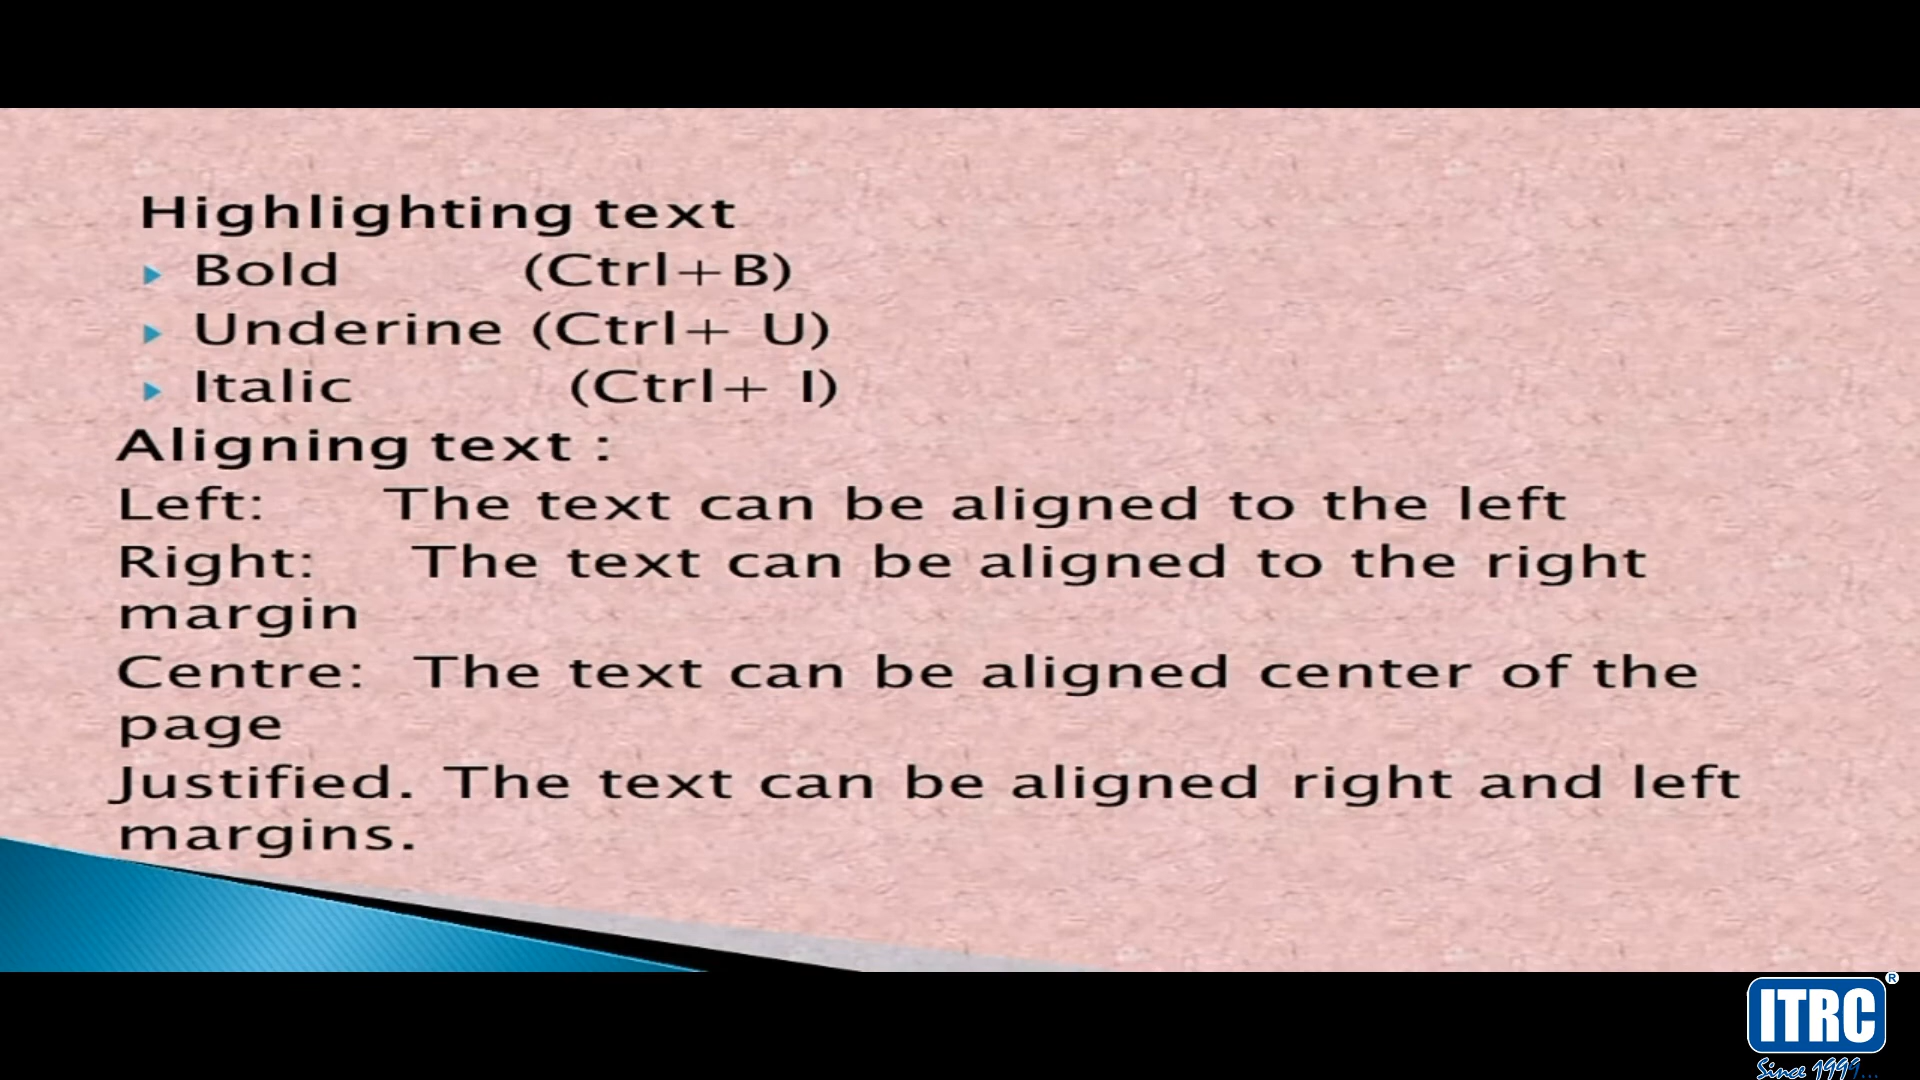 Highlighting text
Bold (Ctrl+B)
Underine (Ctrl+ U)
Italic (Ctrl+ I)
Aligning text :
Left: The text can be aligned to the left
Right: The text can be aligned to the right
margin
Centre: The text can be aligned center of the
page
Justified. The text can be aligned right and left
margins.
ITRC®
Since 1999...